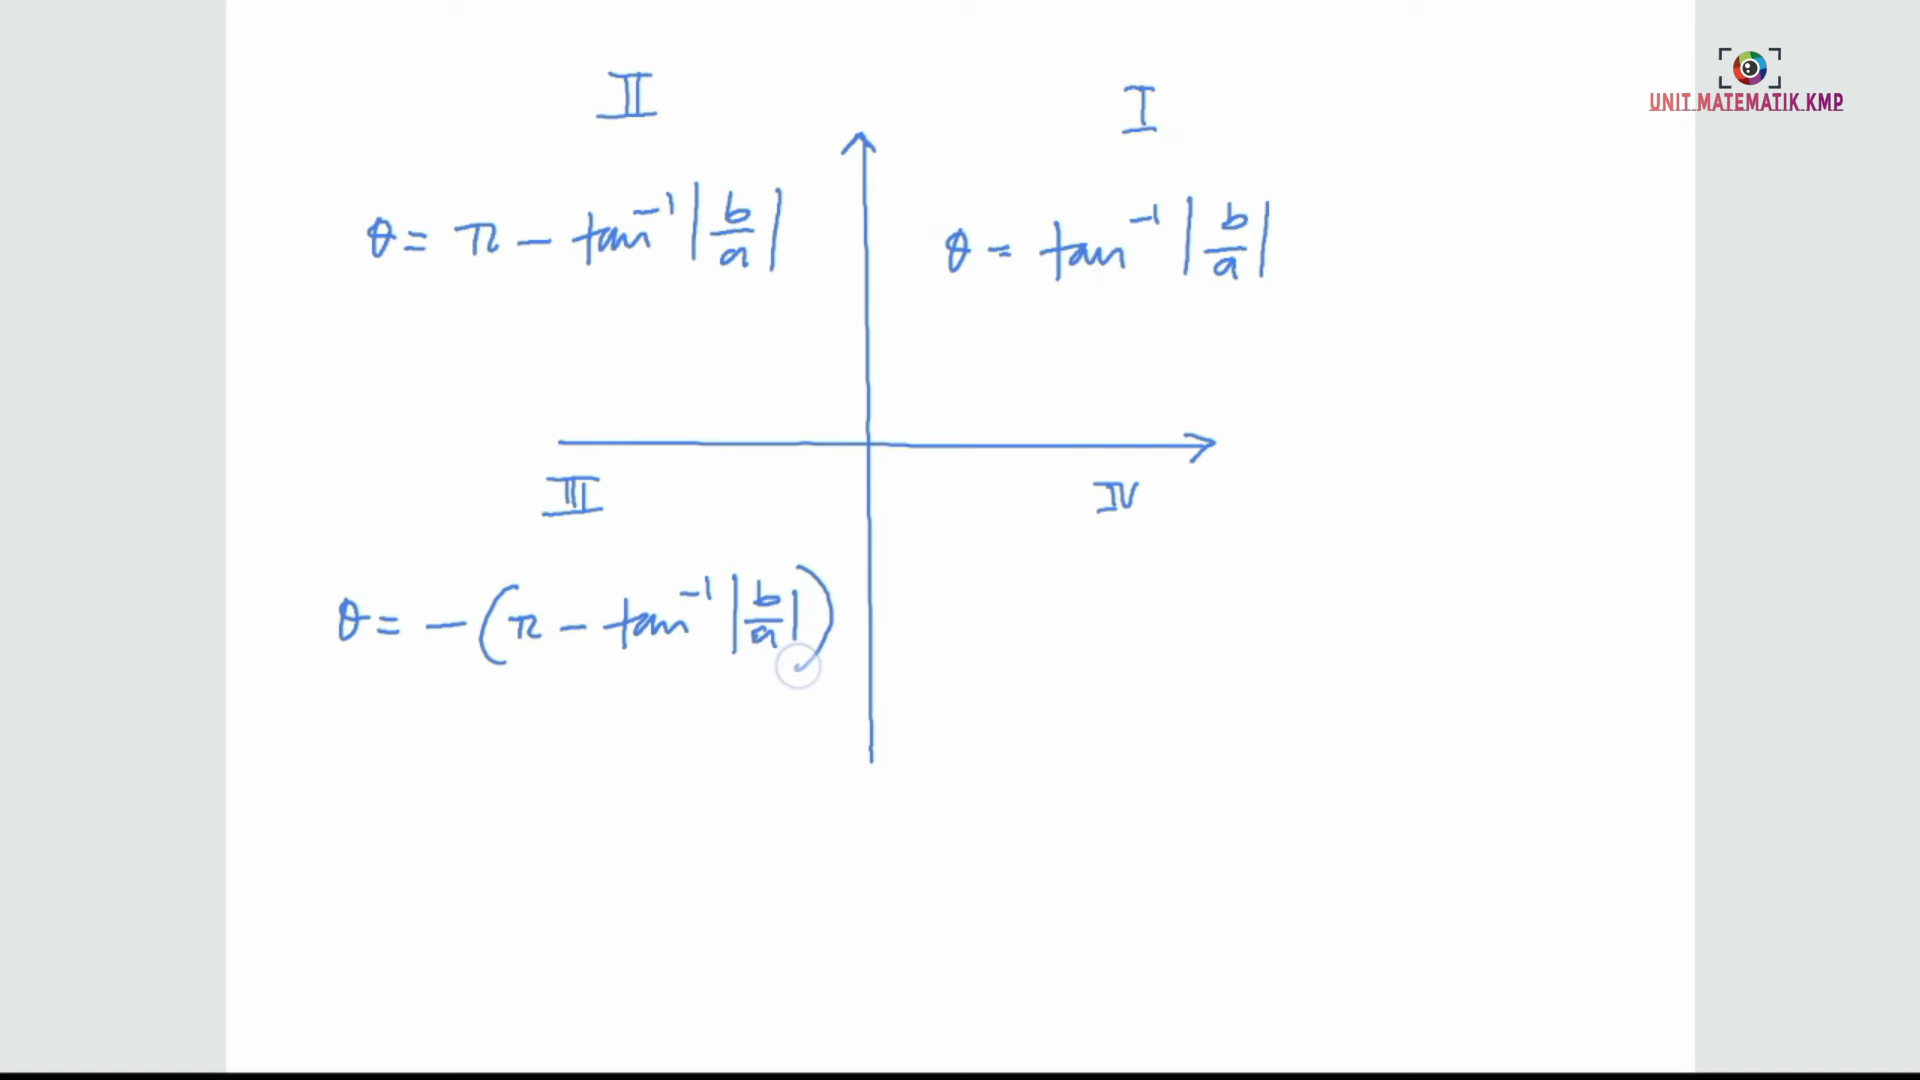 II
I
UNIT MATEMATIK KMP
θ = π - tan⁻¹ |b/a|
θ = tan⁻¹ |b/a|
III
IV
θ = - (π - tan⁻¹ |b/a|)